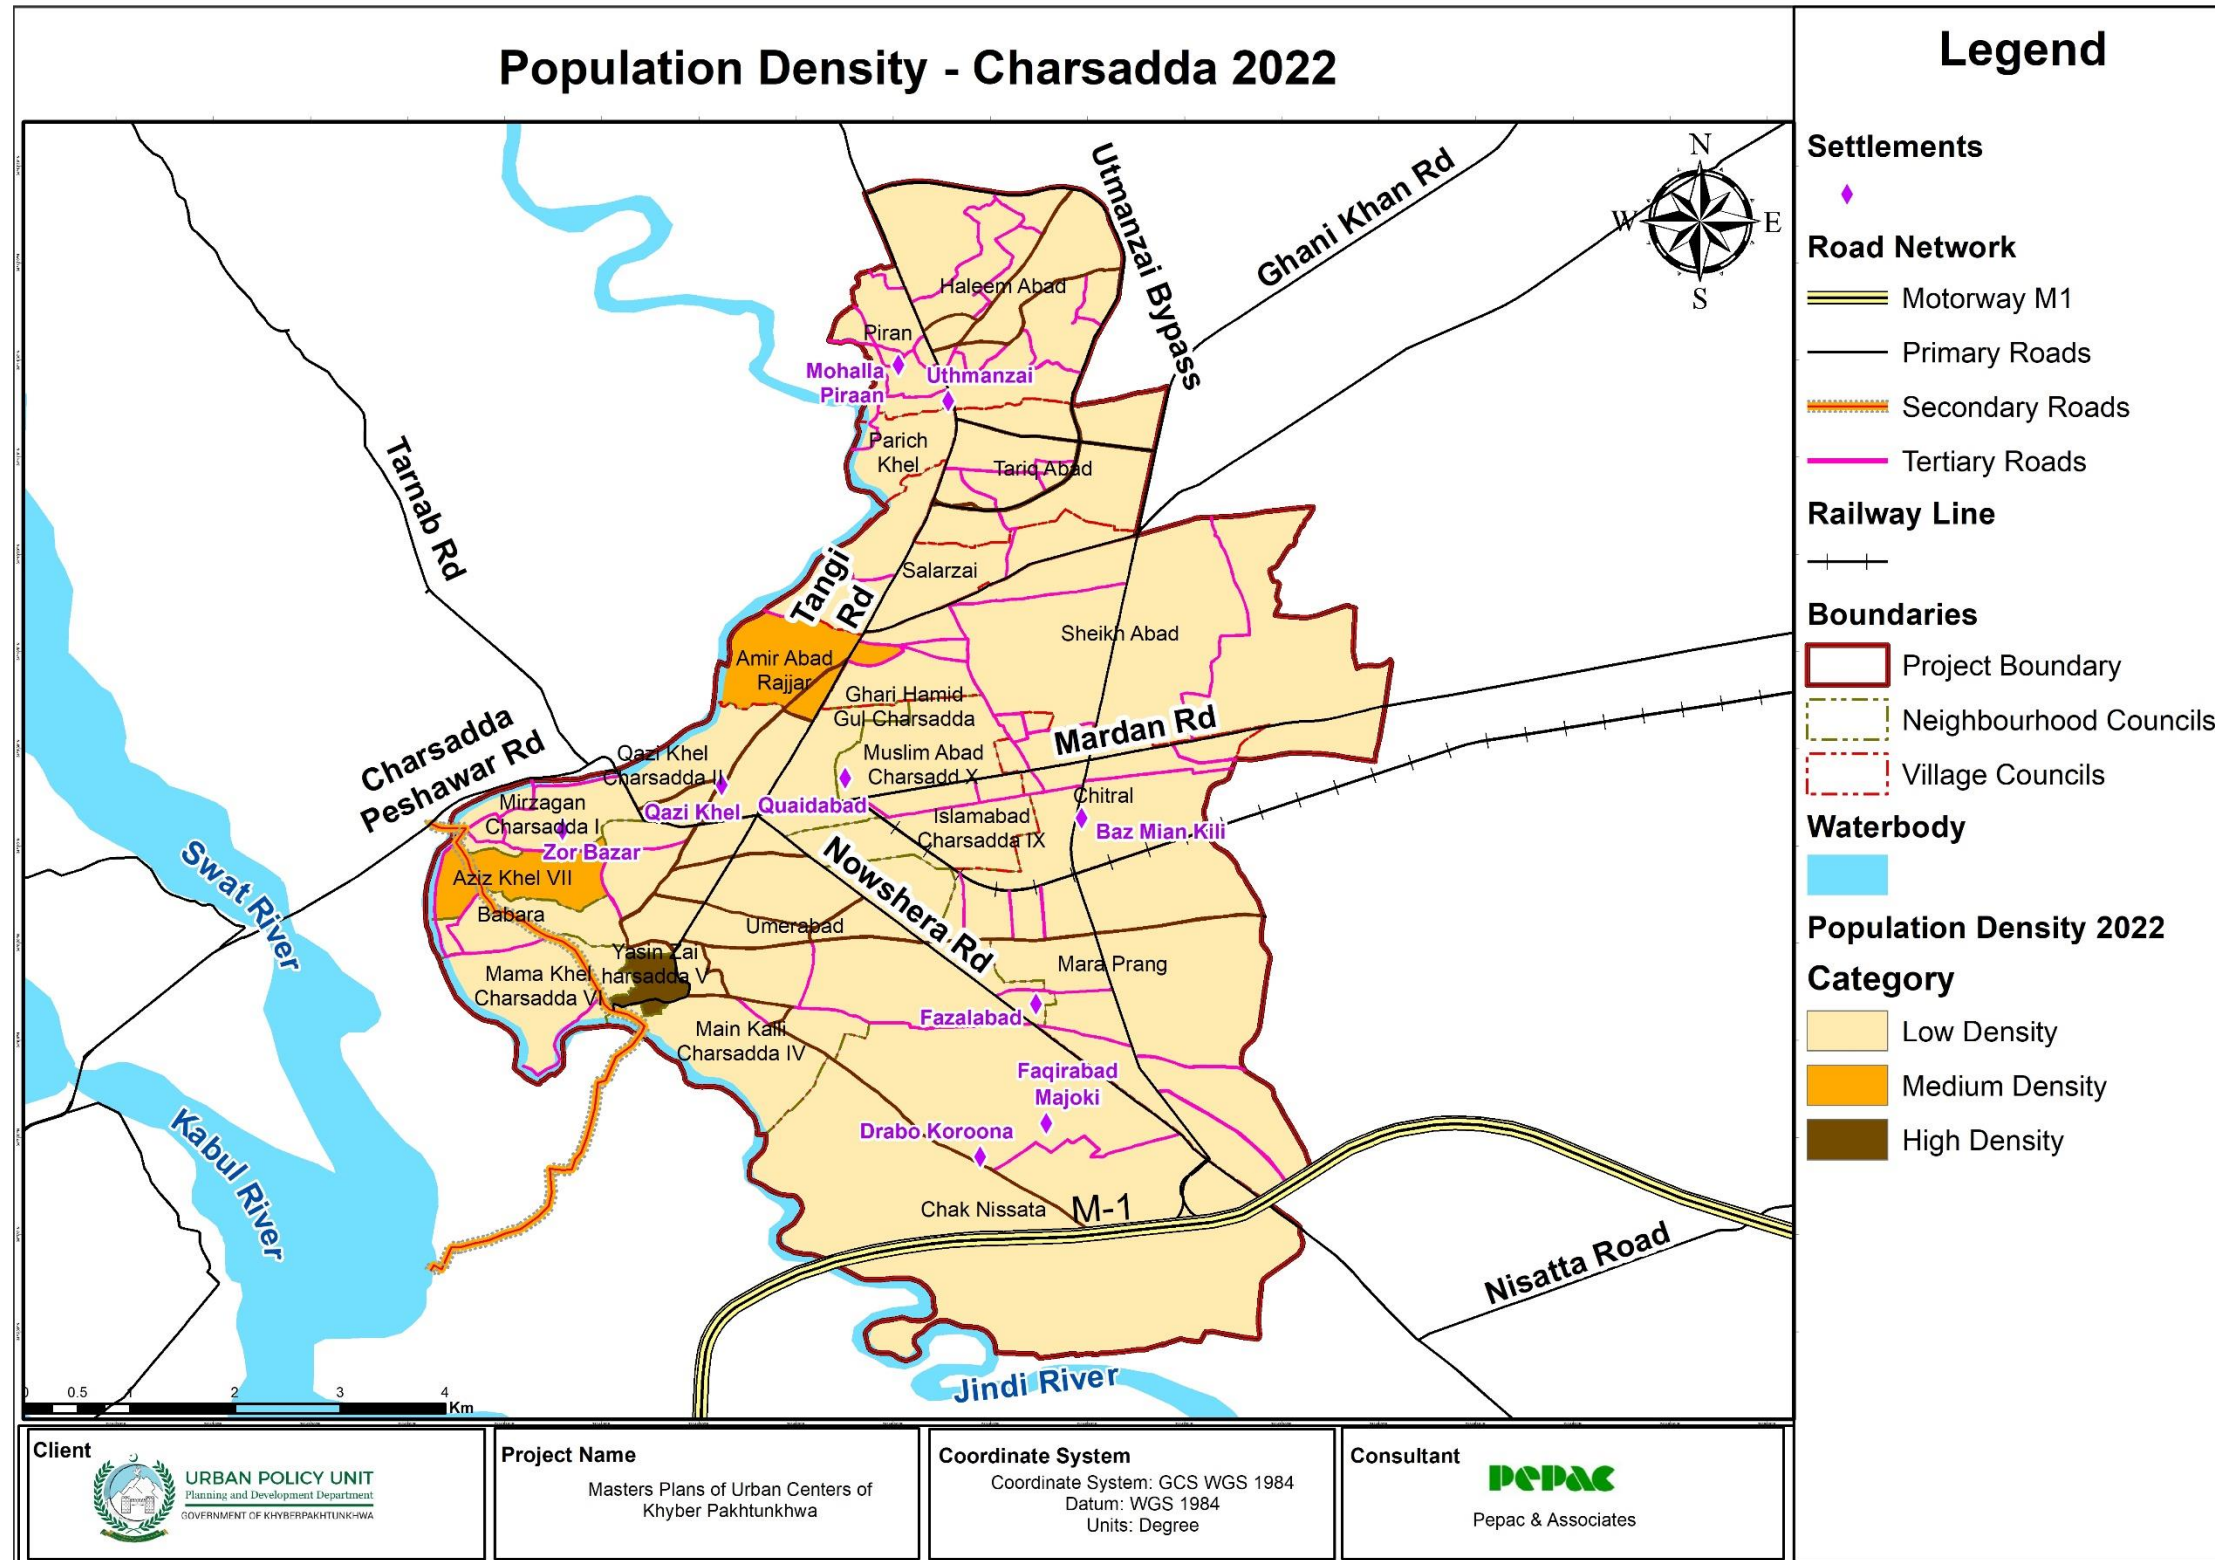 Population Density - Charsadda 2022
Legend
Settlements
Road Network
Motorway M1
Primary Roads
Secondary Roads
Tertiary Roads
Railway Line
Boundaries
Project Boundary
Neighbourhood Councils
Village Councils
Waterbody
Population Density 2022
Category
Low Density
Medium Density
High Density
N
W
E
S
Utmanzai Bypass
Ghani Khan Rd
Haleem Abad
Piran
Mohalla
Piraan
Uthmanzai
Parich
Khel
Tariq Abad
Tarnab Rd
Tangi
Rd
Salarzai
Sheikh Abad
Amir Abad
Rajjar
Ghari Hamid
Gul Charsadda
Mardan Rd
Muslim Abad
Charsadd X
Qazi Khel
Charsadda II
Charsadda
Peshawar Rd
Mirzagan
Charsadda I
Qazi Khel
Quaidabad
Chitral
Islamabad
Charsadda IX
Baz Mian Kili
Zor Bazar
Aziz Khel VII
Swat River
Nowshera Rd
Babara
Umerabad
Yasin Zai
harsadda V
Mara Prang
Mama Khel
Charsadda VI
Fazalabad
Main Kalli
Charsadda IV
Faqirabad
Majoki
Drabo Koroona
Kabul River
Chak Nissata
M-1
Nisatta Road
Jindi River
0 0.5 1 2 3 4
Km
Client
URBAN POLICY UNIT
Planning and Development Department
GOVERNMENT OF KHYBERPAKHTUNKHWA
Project Name
Masters Plans of Urban Centers of
Khyber Pakhtunkhwa
Coordinate System
Coordinate System: GCS WGS 1984
Datum: WGS 1984
Units: Degree
Consultant
pepac
Pepac & Associates